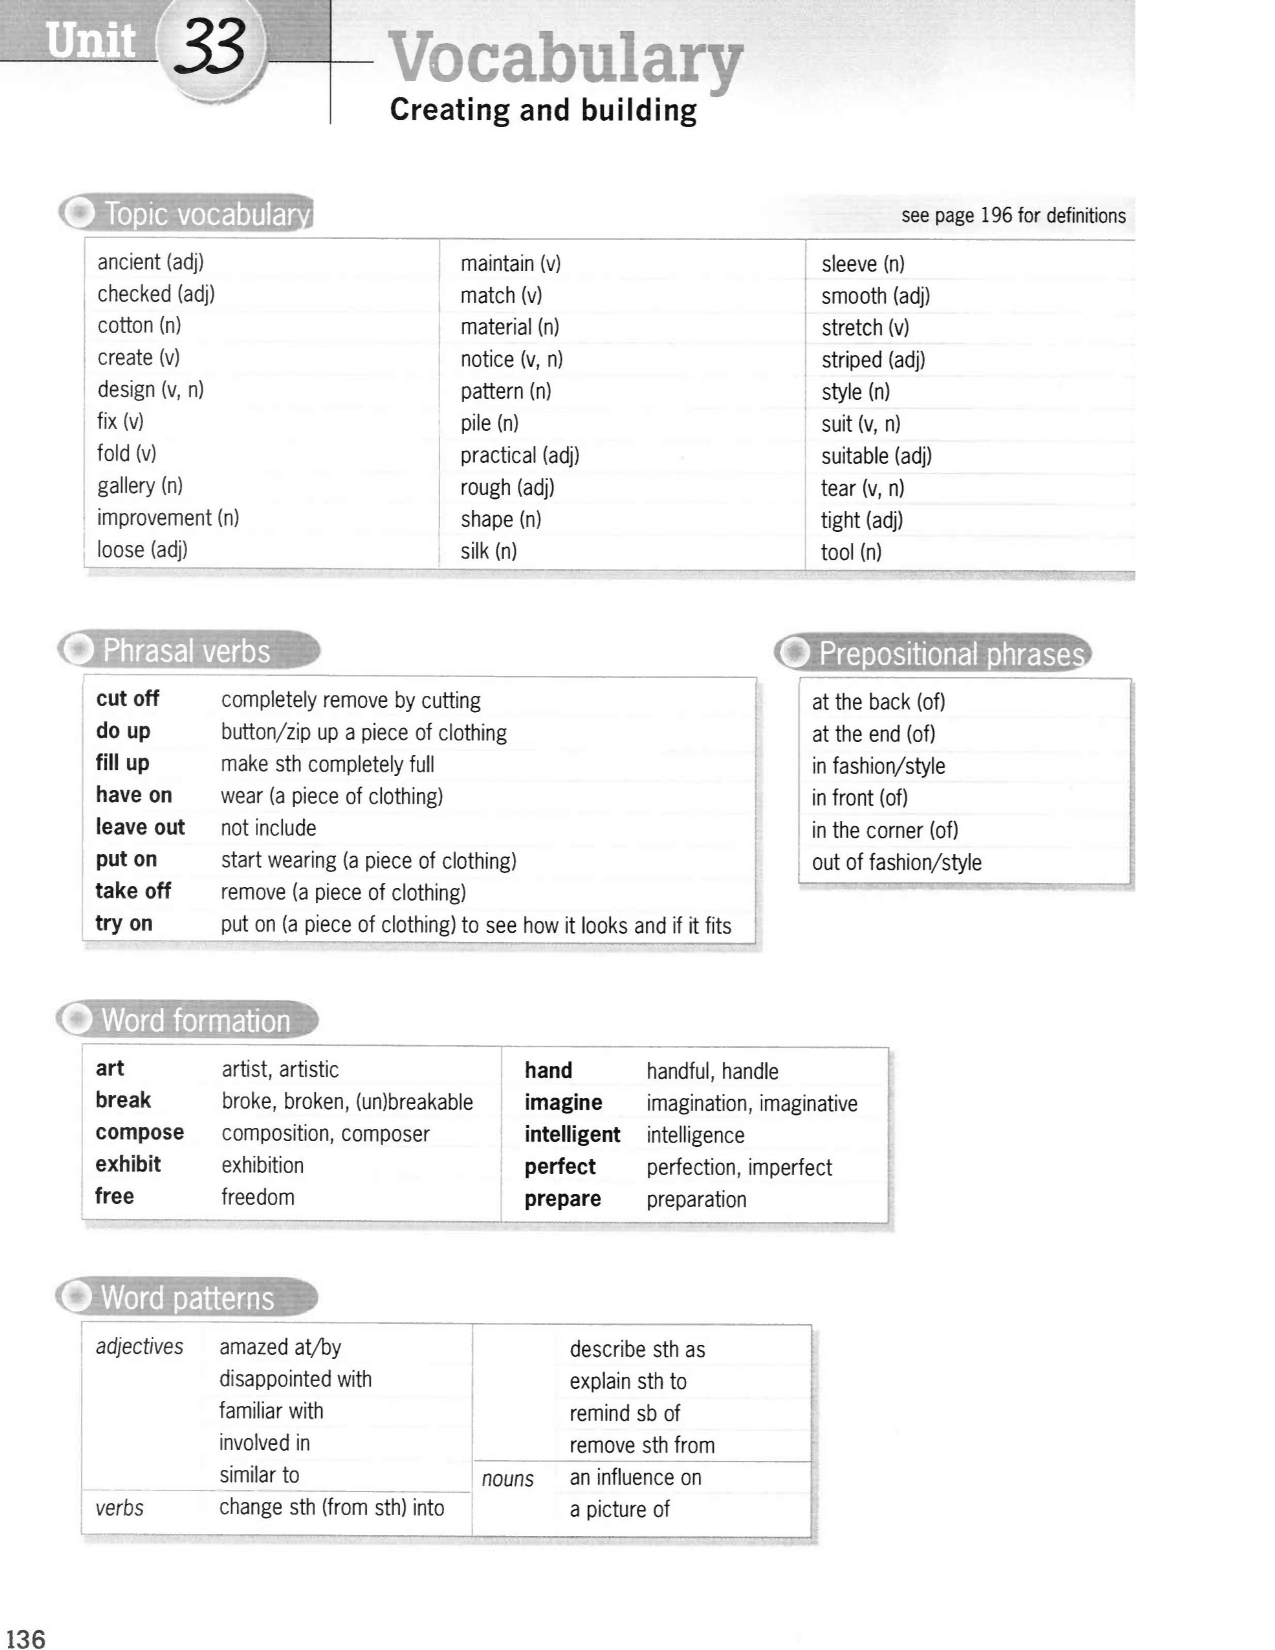 Unit 33
Vocabulary
Creating and building
Topic vocabulary
see page 196 for definitions
ancient (adj)
checked (adj)
cotton (n)
create (v)
design (v, n)
fix (v)
fold (v)
gallery (n)
improvement (n)
loose (adj)
maintain (v)
match (v)
material (n)
notice (v, n)
pattern (n)
pile (n)
practical (adj)
rough (adj)
shape (n)
silk (n)
sleeve (n)
smooth (adj)
stretch (v)
striped (adj)
style (n)
suit (v, n)
suitable (adj)
tear (v, n)
tight (adj)
tool (n)
Phrasal verbs
cut off completely remove by cutting
do up button/zip up a piece of clothing
fill up make sth completely full
have on wear (a piece of clothing)
leave out not include
put on start wearing (a piece of clothing)
take off remove (a piece of clothing)
try on put on (a piece of clothing) to see how it looks and if it fits
Prepositional phrases
at the back (of)
at the end (of)
in fashion/style
in front (of)
in the corner (of)
out of fashion/style
Word formation
art artist, artistic
break broke, broken, (un)breakable
compose composition, composer
exhibit exhibition
free freedom
hand handful, handle
imagine imagination, imaginative
intelligent intelligence
perfect perfection, imperfect
prepare preparation
Word patterns
adjectives amazed at/by
disappointed with
familiar with
involved in
similar to
verbs change sth (from sth) into
describe sth as
explain sth to
remind sb of
remove sth from
nouns an influence on
a picture of
136